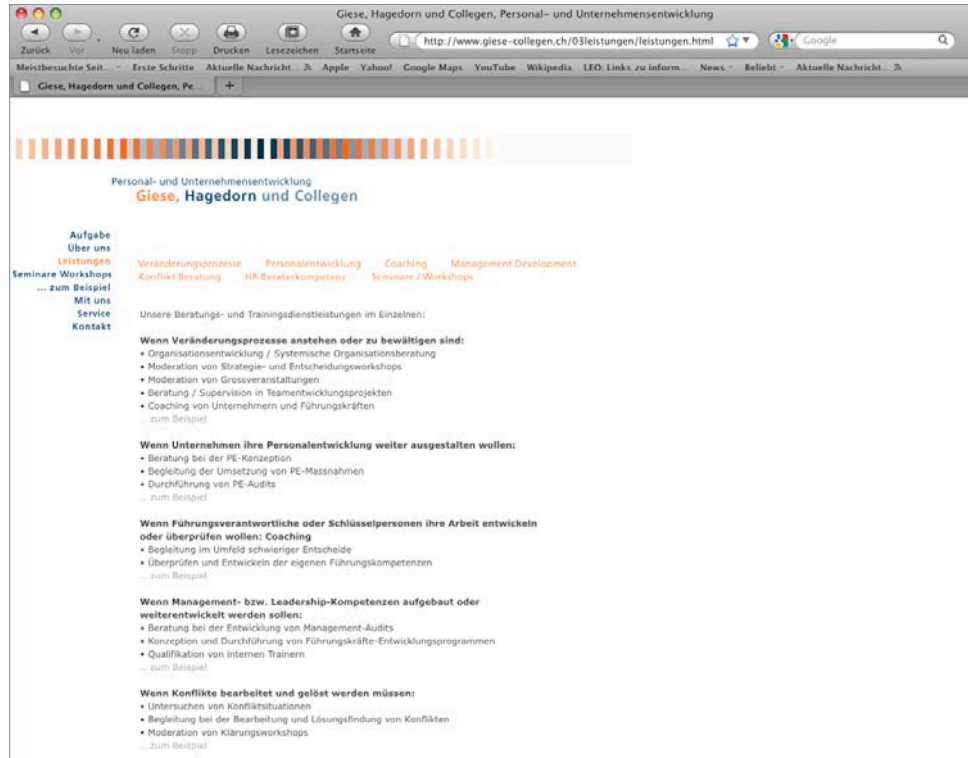 Giese, Hagedorn und Collegen, Personal- und Unternehmensentwicklung
Zurück Vor Neu laden Stopp Drucken Lesezeichen Startseite
http://www.giese-collegen.ch/03leistungen/leistungen.html
Google
Meistbesuchte Seit... Erste Schritte Aktuelle Nachricht... Apple Yahoo! Google Maps YouTube Wikipedia LEO: Links zu inform... News Beliebt Aktuelle Nachricht...
Giese, Hagedorn und Collegen, Pe... +
Personal- und Unternehmensentwicklung
Giese, Hagedorn und Collegen
Aufgabe
Über uns
Leistungen
Seminare Workshops
... zum Beispiel
Mit uns
Service
Kontakt
Veränderungsprozesse Personalentwicklung Coaching Management Development
Konflikt Beratung HR Beraterkompetenz Seminare / Workshops
Unsere Beratungs- und Trainingsdienstleistungen im Einzelnen:
Wenn Veränderungsprozesse anstehen oder zu bewältigen sind:
• Organisationsentwicklung / Systemische Organisationsberatung
• Moderation von Strategie- und Entscheidungsworkshops
• Moderation von Grossveranstaltungen
• Beratung / Supervision in Teamentwicklungsprojekten
• Coaching von Unternehmern und Führungskräften
... zum Beispiel
Wenn Unternehmen ihre Personalentwicklung weiter ausgestalten wollen:
• Beratung bei der PE-Konzeption
• Begleitung der Umsetzung von PE-Massnahmen
• Durchführung von PE-Audits
... zum Beispiel
Wenn Führungsverantwortliche oder Schlüsselpersonen ihre Arbeit entwickeln
oder überprüfen wollen: Coaching
• Begleitung im Umfeld schwieriger Entscheide
• Überprüfen und Entwickeln der eigenen Führungskompetenzen
... zum Beispiel
Wenn Management- bzw. Leadership-Kompetenzen aufgebaut oder
weiterentwickelt werden sollen:
• Beratung bei der Entwicklung von Management-Audits
• Konzeption und Durchführung von Führungskräfte-Entwicklungsprogrammen
• Qualifikation von internen Trainern
... zum Beispiel
Wenn Konflikte bearbeitet und gelöst werden müssen:
• Untersuchen von Konfliktsituationen
• Begleitung bei der Bearbeitung und Lösungsfindung von Konflikten
• Moderation von Klärungsworkshops
... zum Beispiel